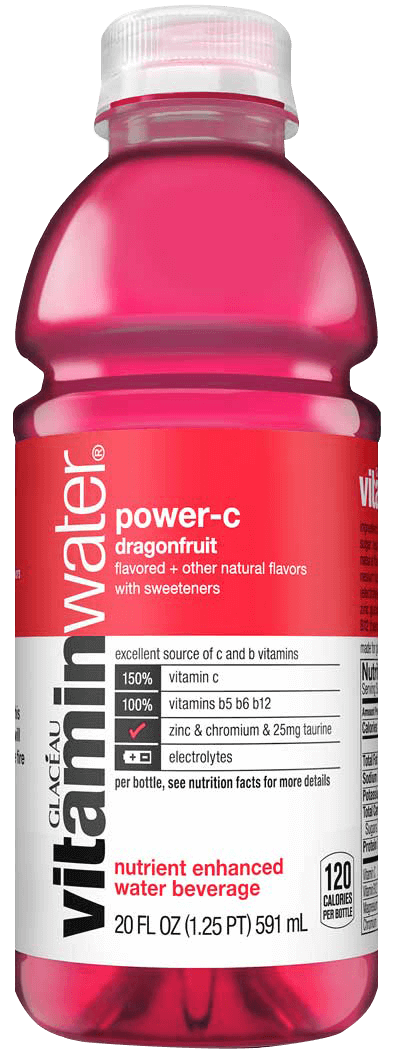 GLACÉAU
vitaminwater®
power-c
dragonfruit
flavored + other natural flavors
with sweeteners
excellent source of c and b vitamins
150% vitamin c
100% vitamins b5 b6 b12
zinc & chromium & 25mg taurine
electrolytes
per bottle, see nutrition facts for more details
nutrient enhanced
water beverage
20 FL OZ (1.25 PT) 591 mL
120
CALORIES
PER BOTTLE
Calories
Sodium